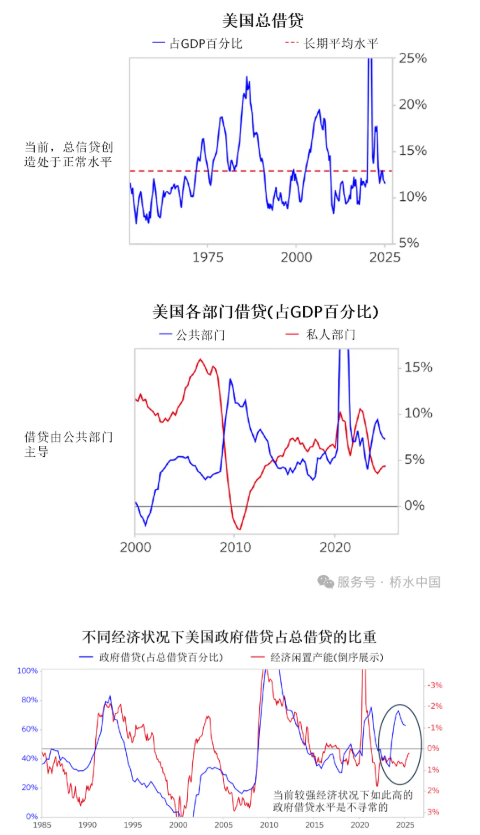 美国总借贷
占GDP百分比
长期平均水平
25%
20%
15%
10%
5%
当前，总信贷创
造处于正常水平
1975
2000
2025
美国各部门借贷(占GDP百分比)
公共部门
私人部门
15%
10%
5%
0%
借贷由公共部门
主导
2000
2010
2020
服务号 · 桥水中国
不同经济状况下美国政府借贷占总借贷的比重
政府借贷(占总借贷百分比)
经济闲置产能(倒序展示)
100%
80%
60%
40%
20%
0%
-3%
-2%
-1%
0%
1%
2%
3%
当前较强经济状况下如此高的
政府借贷水平是不寻常的
1985
1990
1995
2000
2005
2010
2015
2020
2025